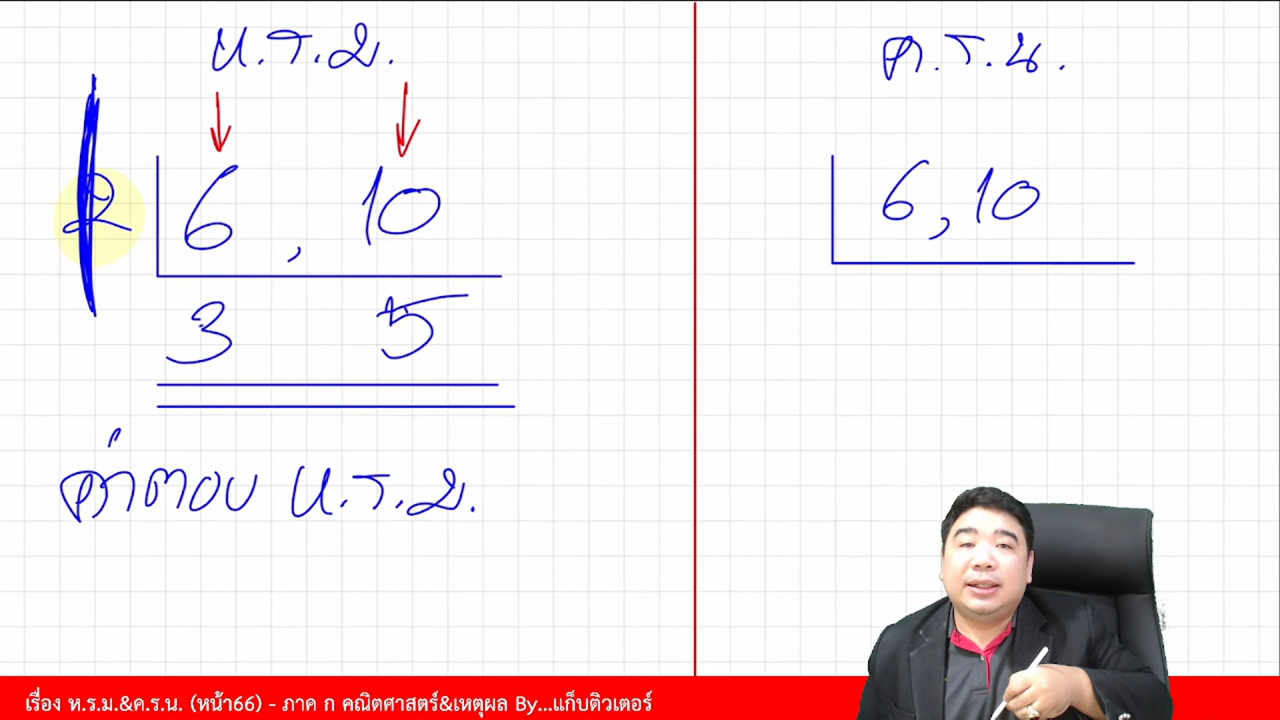 ห.ร.ม.
2 6 , 10
3 5
คำตอบ ห.ร.ม.
ค.ร.น.
6 , 10
เรื่อง ห.ร.ม.&ค.ร.น. (หน้า66) - ภาค ก คณิตศาสตร์&เหตุผล By...แก็บติวเตอร์